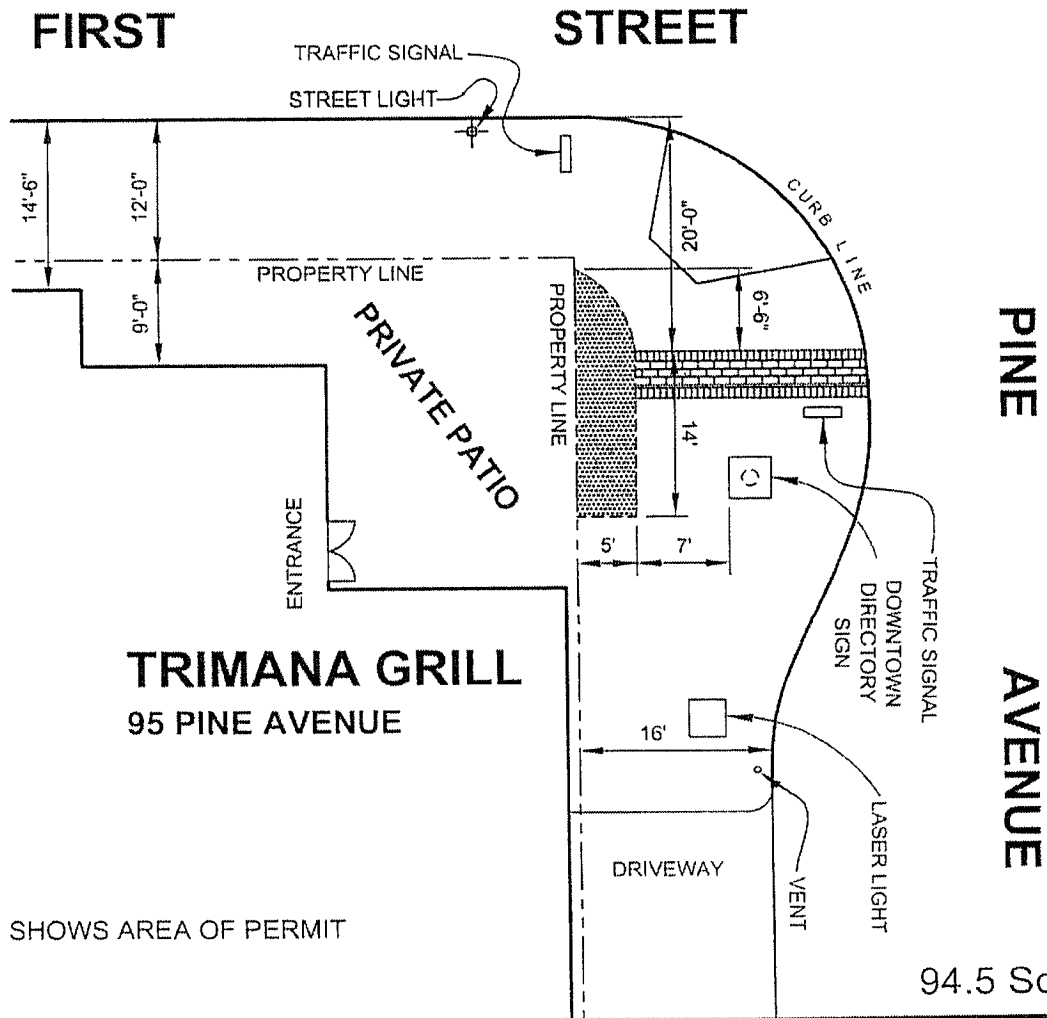 FIRST STREET
TRAFFIC SIGNAL
STREET LIGHT
14'-6"
12'-0"
20'-0"
CURB LINE
PROPERTY LINE
9'-0"
PRIVATE PATIO
PROPERTY LINE
6'-9"
14'
PINE AVENUE
ENTRANCE
5'
7'
TRAFFIC SIGNAL
DOWNTOWN
DIRECTORY
SIGN
TRIMANA GRILL
95 PINE AVENUE
16'
LASER LIGHT
VENT
DRIVEWAY
SHOWS AREA OF PERMIT
94.5